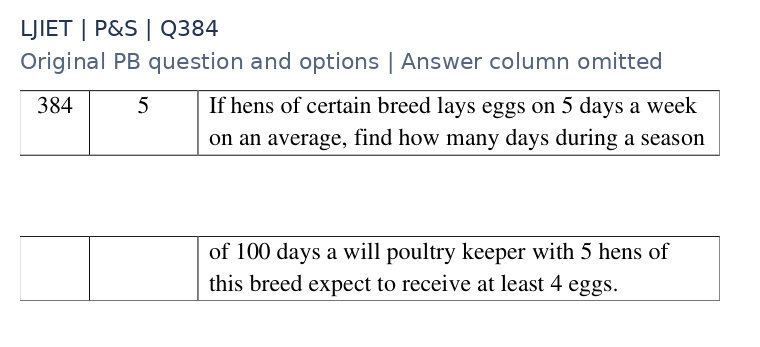 LJIET | P&S | Q384
Original PB question and options | Answer column omitted
384 5 If hens of certain breed lays eggs on 5 days a week
on an average, find how many days during a season
of 100 days a will poultry keeper with 5 hens of
this breed expect to receive at least 4 eggs.